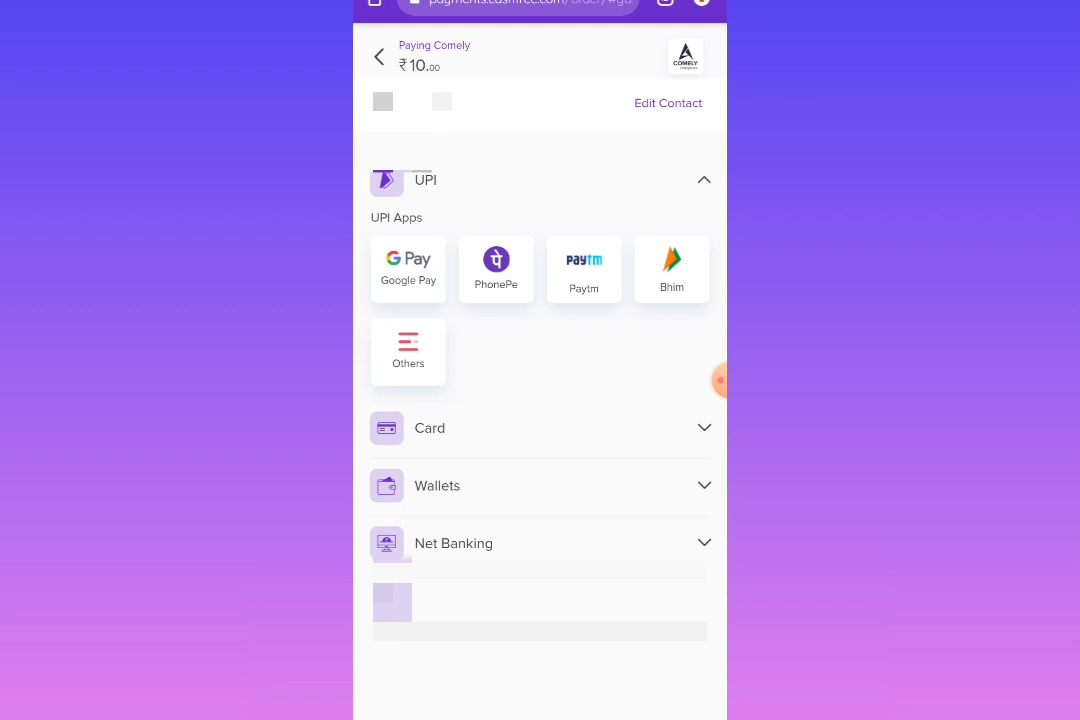 payments.cashfree.com/order/#gd
Paying Comely
₹10.00
COMELY
Edit Contact
UPI
UPI Apps
G Pay
पे
paytm
Google Pay
PhonePe
Paytm
Bhim
Others
Card
Wallets
Net Banking